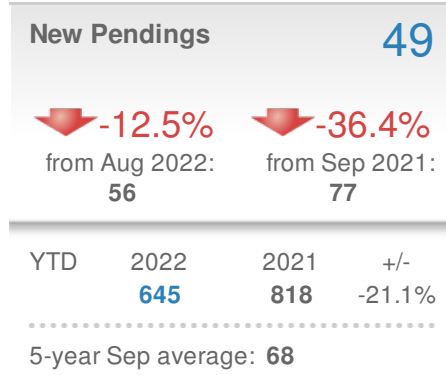 New Pendings 49
-12.5% -36.4%
from Aug 2022: from Sep 2021:
56 77
YTD 2022 2021 +/-
645 818 -21.1%
5-year Sep average: 68